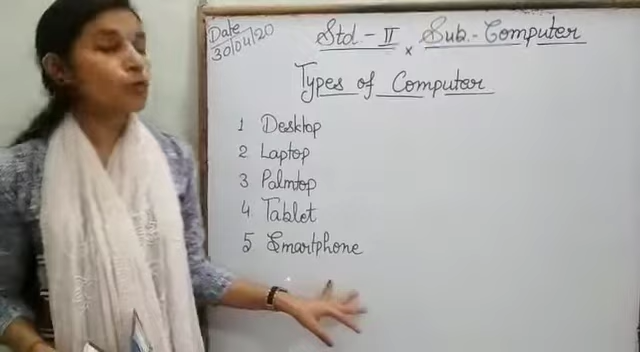 Date
30/04/20
Std - II x Sub. - Computer
Types of Computer
1 Desktop
2 Laptop
3 Palmtop
4 Tablet
5 Smartphone